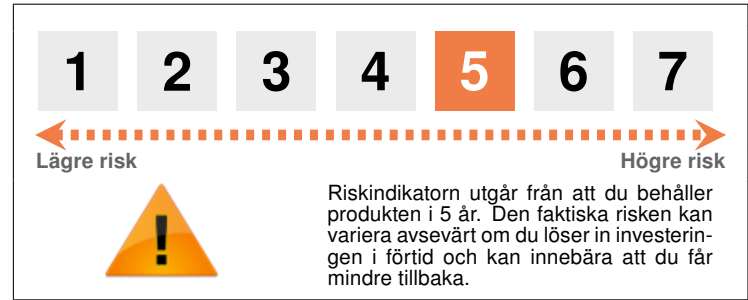 1 2 3 4 5 6 7
Lägre risk Högre risk
!
Riskindikatorn utgår från att du behåller
produkten i 5 år. Den faktiska risken kan
variera avsevärt om du löser in investerin-
gen i förtid och kan innebära att du får
mindre tillbaka.